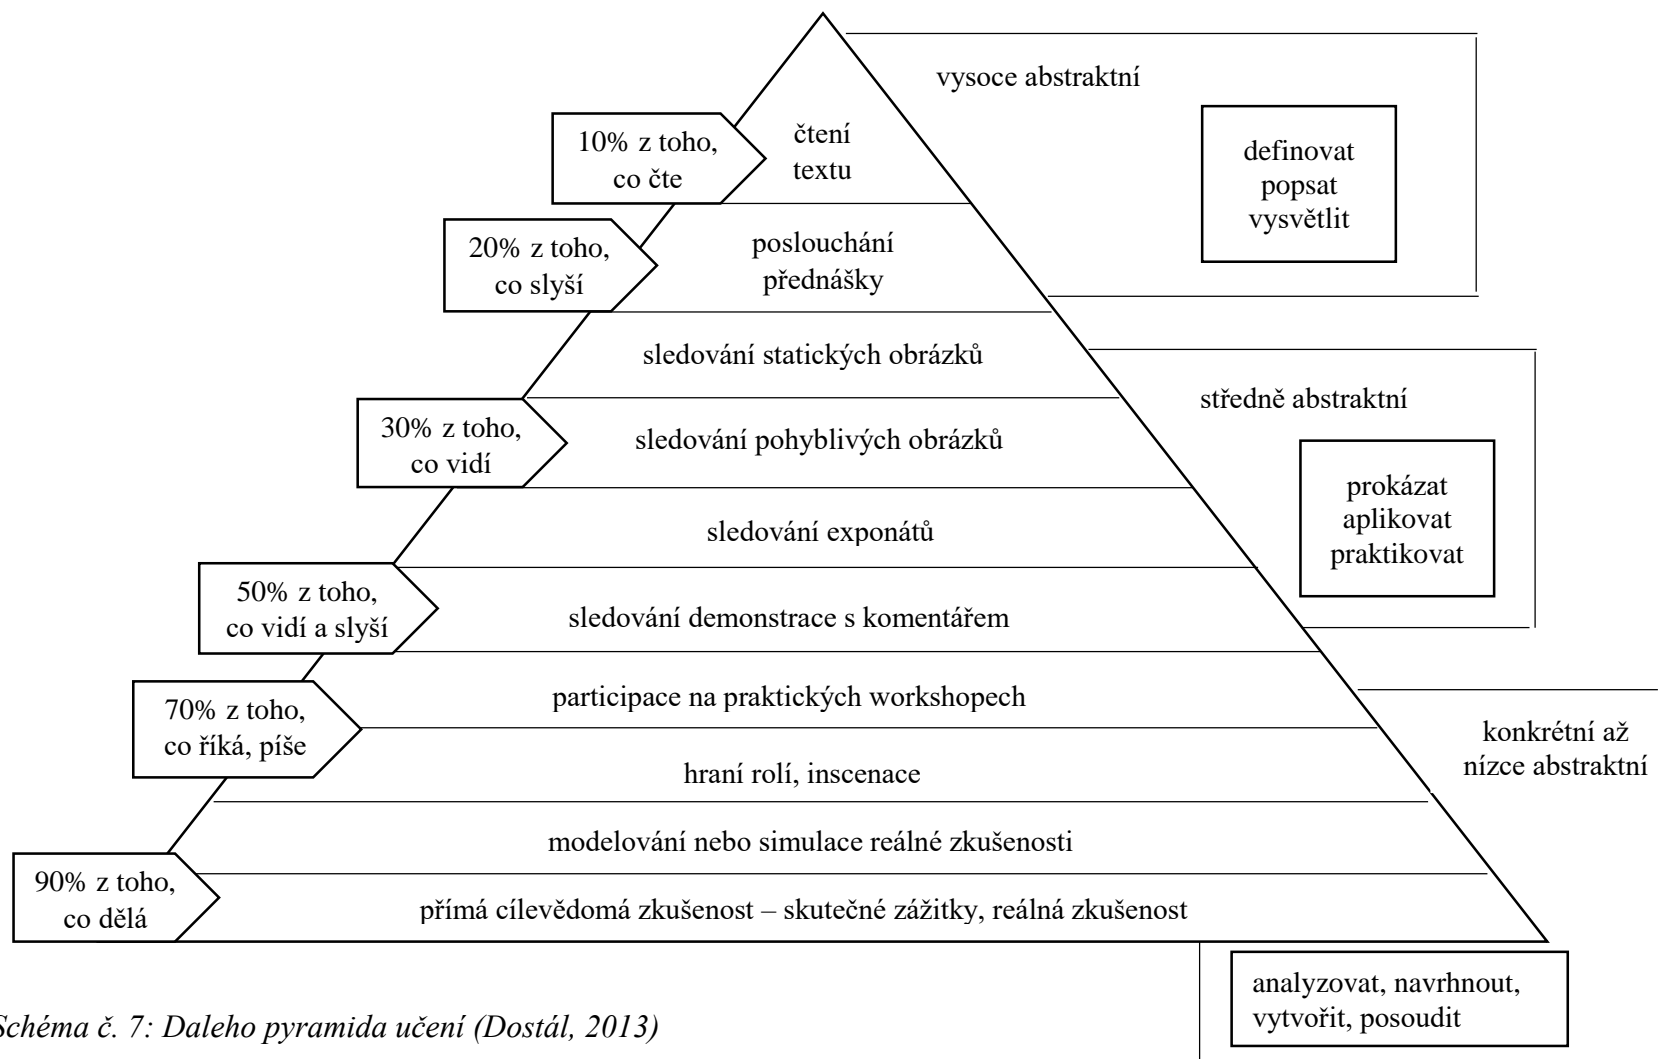 vysoce abstraktní
10% z toho,
co čte
čtení
textu
definovat
popsat
vysvětlit
20% z toho,
co slyší
poslouchání
přednášky
sledování statických obrázků
středně abstraktní
30% z toho,
co vidí
sledování pohyblivých obrázků
prokázat
aplikovat
praktikovat
sledování exponátů
50% z toho,
co vidí a slyší
sledování demonstrace s komentářem
participace na praktických workshopech
70% z toho,
co říká, píše
konkrétní až
nízce abstraktní
hraní rolí, inscenace
modelování nebo simulace reálné zkušenosti
90% z toho,
co dělá
přímá cílevědomá zkušenost – skutečné zážitky, reálná zkušenost
analyzovat, navrhnout,
vytvořit, posoudit
Schéma č. 7: Daleho pyramida učení (Dostál, 2013)